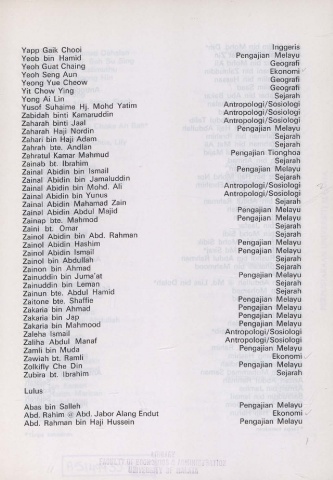 Yapp Gaik Chooi Inggeris
Yeob bin Hamid Pengajian Melayu
Yeoh Guat Chaing Geografi
Yeoh Seng Aun Ekonomi
Yeong Yue Cheow Geografi
Yit Chow Ying Geografi
Yong Ai Lin Sejarah
Yusof Suhaime Hj. Mohd Yatim Antropologi/Sosiologi
Zabidah binti Kamaruddin Antropologi/Sosiologi
Zaharah binti Jaal Antropologi/Sosiologi
Zaharah Haji Nordin Pengajian Melayu
Zahari bin Haji Adam Sejarah
Zahrah bte. Andlan Sejarah
Zahratul Kamar Mahmud Pengajian Tionghoa
Zainab bt. Ibrahim Sejarah
Zainal Abidin bin Ismail Pengajian Melayu
Zainal Abidin bin Jamaluddin Sejarah
Zainal Abidin bin Mohd. Ali Antropologi/Sosiologi
Zainal Abidin bin Yunus Antropologi/Sosiologi
Zainal Abidin Mahamad Zain Sejarah
Zainal Abidin Abdul Majid Pengajian Melayu
Zainap bte. Mahmod Pengajian Melayu
Zaini bt. Omar Sejarah
Zainol Abidin bin Abd. Rahman Sejarah
Zainol Abidin Hashim Pengajian Melayu
Zainol Abidin Ismail Pengajian Melayu
Zainol bin Abdullah Sejarah
Zainon bin Ahmad Sejarah
Zainuddin bin Jume'at Pengajian Melayu
Zainuddin bin Leman Sejarah
Zainun bte. Abdul Hamid Sejarah
Zaitone bte. Shaffie Pengajian Melayu
Zakaria bin Ahmad Pengajian Melayu
Zakaria bin Jap Pengajian Melayu
Zakaria bin Mahmood Pengajian Melayu
Zaleha Ismail Antropologi/Sosiologi
Zaliha Abdul Manaf Antropologi/Sosiologi
Zamli bin Muda Pengajian Melayu
Zawiah bt. Ramli Ekonomi
Zolkifly Che Din Pengajian Melayu
Zubira bt. Ibrahim Sejarah
Lulus
Abas bin Salleh Pengajian Melayu
Abd. Rahim @ Abd. Jabor Alang Endut Ekonomi
Abd. Rahman bin Haji Hussein Pengajian Melayu